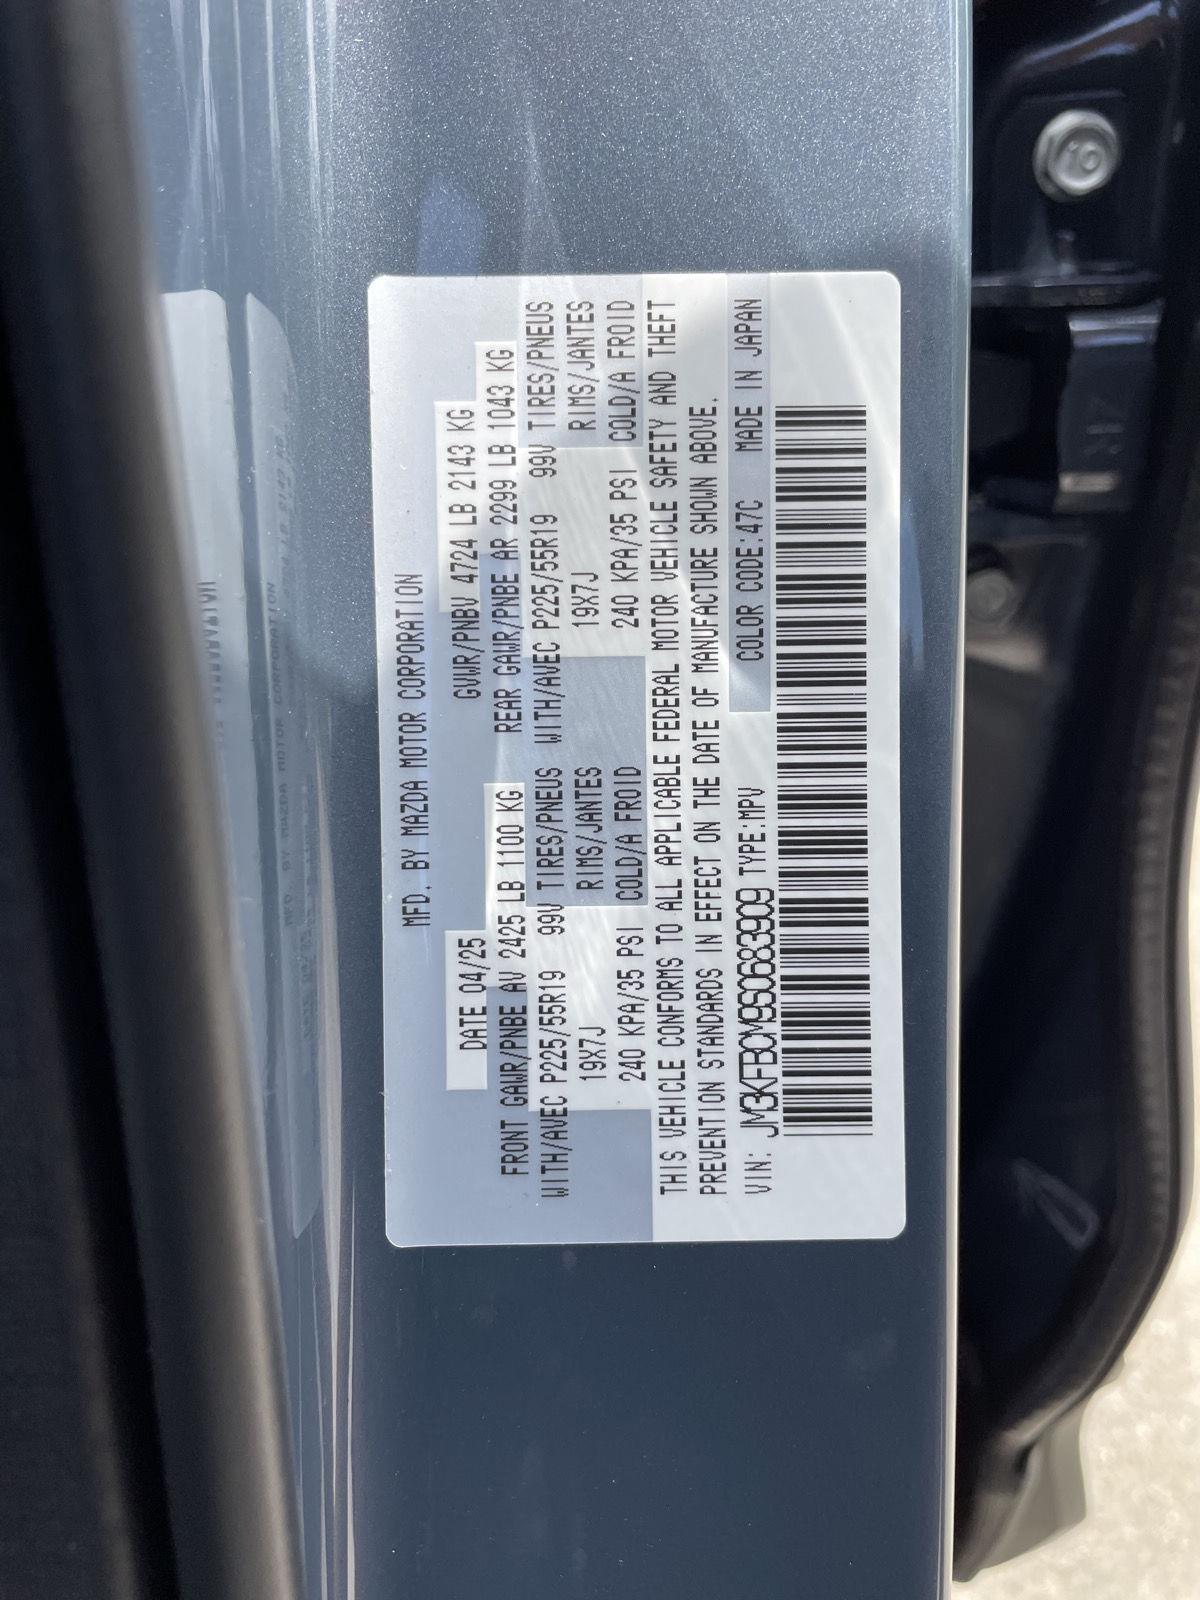 MFD. BY MAZDA MOTOR CORPORATION
DATE 04/25 GVWR/PNBV 4724 LB 2143 KG
FRONT GAWR/PNBE AV 2425 LB 1100 KG REAR GAWR/PNBE AR 2299 LB 1043 KG
WITH/AVEC P225/55R19 99V TIRES/PNEUS WITH/AVEC P225/55R19 99V TIRES/PNEUS
19X7J RIMS/JANTES 19X7J RIMS/JANTES
240 KPA/35 PSI COLD/A FROID 240 KPA/35 PSI COLD/A FROID
THIS VEHICLE CONFORMS TO ALL APPLICABLE FEDERAL MOTOR VEHICLE SAFETY AND THEFT
PREVENTION STANDARDS IN EFFECT ON THE DATE OF MANUFACTURE SHOWN ABOVE.
VIN: JM3KFBCM9S0683909 TYPE:MPV COLOR CODE:47C MADE IN JAPAN
10